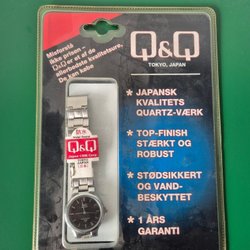 Misforstå
ikke prisen –
Q&Q er et af de
allerbedste kvalitetsure,
De kan købe
Q&Q
TOKYO, JAPAN
* JAPANSK
KVALITETS
QUARTZ-VÆRK
* TOP-FINISH
STÆRKT OG
ROBUST
* STØDSIKKERT
OG VAND-
BESKYTTET
* 1 ÅRS
GARANTI
Q&Q